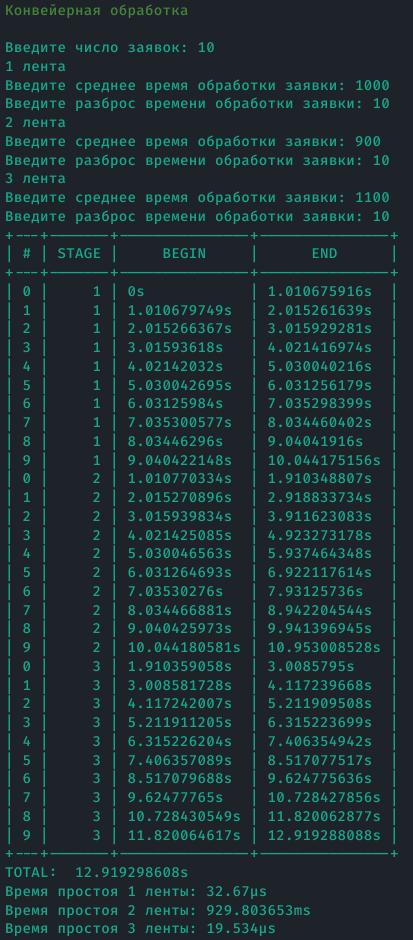 Конвейерная обработка
Введите число заявок: 10
1 лента
Введите среднее время обработки заявки: 1000
Введите разброс времени обработки заявки: 10
2 лента
Введите среднее время обработки заявки: 900
Введите разброс времени обработки заявки: 10
3 лента
Введите среднее время обработки заявки: 1100
Введите разброс времени обработки заявки: 10
+---+-------+----------------+----------------+
| # | STAGE | BEGIN | END |
+---+-------+----------------+----------------+
| 0 | 1 | 0s | 1.010675916s |
| 1 | 1 | 1.010679749s | 2.015261639s |
| 2 | 1 | 2.015266367s | 3.015929281s |
| 3 | 1 | 3.01593618s | 4.021416974s |
| 4 | 1 | 4.02142032s | 5.030040216s |
| 5 | 1 | 5.030042695s | 6.031256179s |
| 6 | 1 | 6.03125984s | 7.035298399s |
| 7 | 1 | 7.035300577s | 8.034460402s |
| 8 | 1 | 8.03446296s | 9.04041916s |
| 9 | 1 | 9.040422148s | 10.044175156s |
| 0 | 2 | 1.010770334s | 1.910348807s |
| 1 | 2 | 2.015270896s | 2.918833734s |
| 2 | 2 | 3.015939834s | 3.911623083s |
| 3 | 2 | 4.021425085s | 4.923273178s |
| 4 | 2 | 5.030046563s | 5.937464348s |
| 5 | 2 | 6.031264693s | 6.922117614s |
| 6 | 2 | 7.03530276s | 7.93125736s |
| 7 | 2 | 8.034466881s | 8.942204544s |
| 8 | 2 | 9.040425973s | 9.941396945s |
| 9 | 2 | 10.044180581s | 10.953008528s |
| 0 | 3 | 1.910359058s | 3.0085795s |
| 1 | 3 | 3.008581728s | 4.117239668s |
| 2 | 3 | 4.117242007s | 5.211909508s |
| 3 | 3 | 5.211911205s | 6.315223699s |
| 4 | 3 | 6.315226204s | 7.406354942s |
| 5 | 3 | 7.406357089s | 8.517077517s |
| 6 | 3 | 8.517079688s | 9.624775636s |
| 7 | 3 | 9.62477765s | 10.728427856s |
| 8 | 3 | 10.728430549s | 11.820062877s |
| 9 | 3 | 11.820064617s | 12.919288088s |
+---+-------+----------------+----------------+
TOTAL: 12.919298608s
Время простоя 1 ленты: 32.67µs
Время простоя 2 ленты: 929.803653ms
Время простоя 3 ленты: 19.534µs